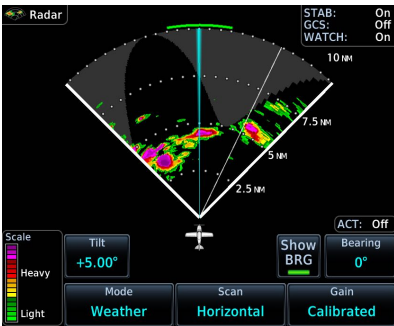 Radar
STAB: On
GCS: Off
WATCH: On
10 NM
7.5 NM
5 NM
2.5 NM
ACT: Off
Scale
Heavy
Light
Tilt
+5.00°
Show
BRG
Bearing
0°
Mode
Weather
Scan
Horizontal
Gain
Calibrated